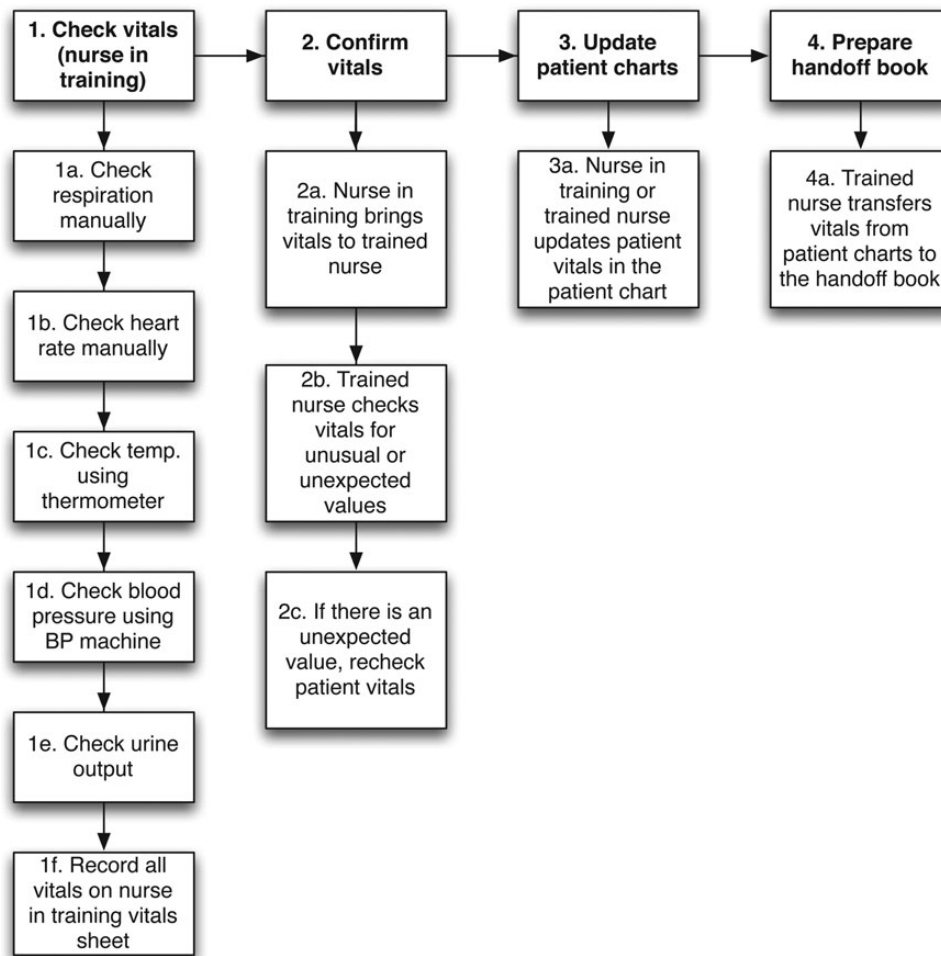 1. Check vitals
(nurse in
training)
2. Confirm
vitals
3. Update
patient charts
4. Prepare
handoff book
1a. Check
respiration
manually
1b. Check heart
rate manually
1c. Check temp.
using
thermometer
1d. Check blood
pressure using
BP machine
1e. Check urine
output
1f. Record all
vitals on nurse
in training vitals
sheet
2a. Nurse in
training brings
vitals to trained
nurse
2b. Trained
nurse checks
vitals for
unusual or
unexpected
values
2c. If there is an
unexpected
value, recheck
patient vitals
3a. Nurse in
training or
trained nurse
updates patient
vitals in the
patient chart
4a. Trained
nurse transfers
vitals from
patient charts to
the handoff book